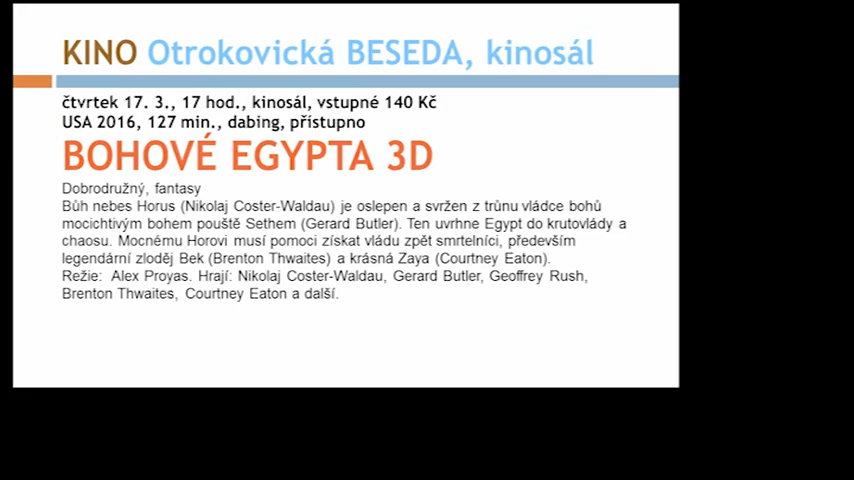 KINO Otrokovická BESEDA, kinosál
čtvrtek 17. 3., 17 hod., kinosál, vstupné 140 Kč
USA 2016, 127 min., dabing, přístupno
BOHOVÉ EGYPTA 3D
Dobrodružný, fantasy
Bůh nebes Horus (Nikolaj Coster-Waldau) je oslepen a svržen z trůnu vládce bohů
mocichtivým bohem pouště Sethem (Gerard Butler). Ten uvrhne Egypt do krutovlády a
chaosu. Mocnému Horovi musí pomoci získat vládu zpět smrtelníci, především
legendární zloděj Bek (Brenton Thwaites) a krásná Zaya (Courtney Eaton).
Režie:  Alex Proyas. Hrají: Nikolaj Coster-Waldau, Gerard Butler, Geoffrey Rush,
Brenton Thwaites, Courtney Eaton a další.